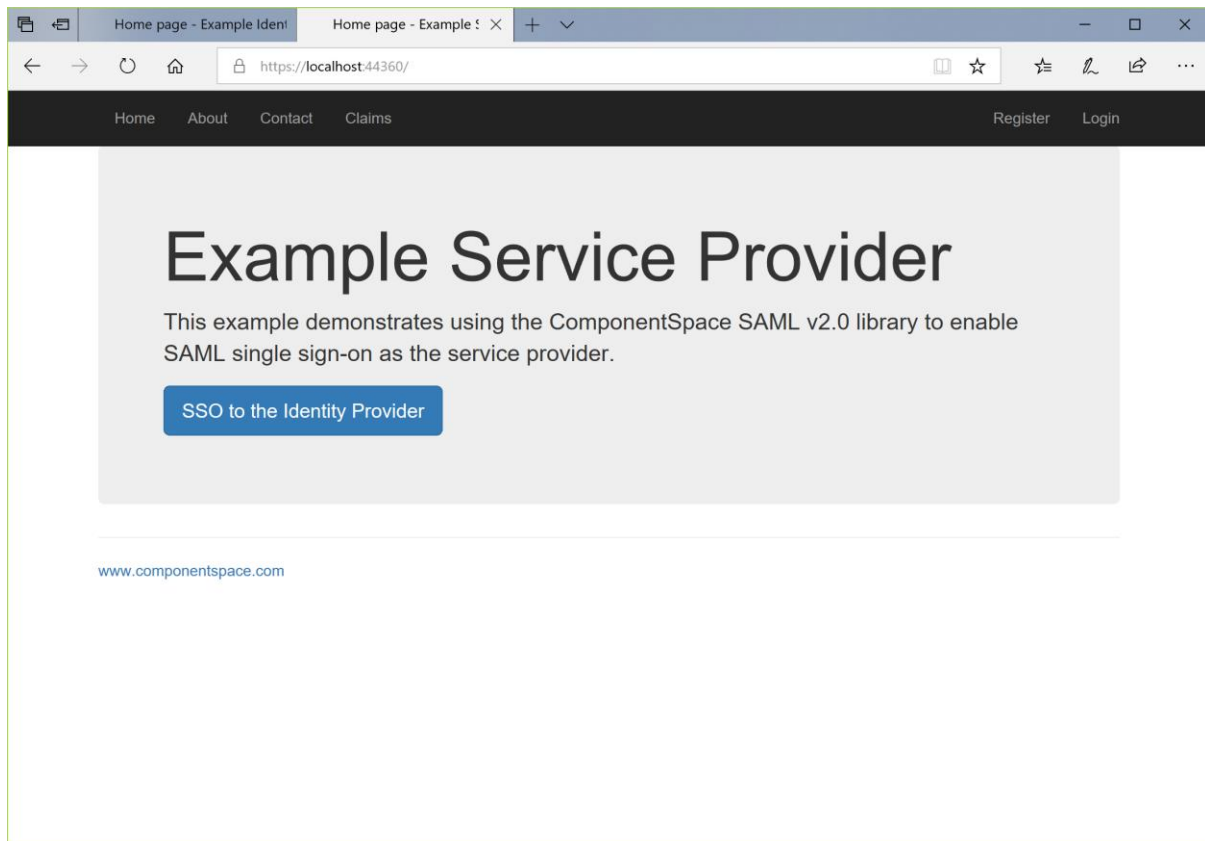 Home page - Example Ident
Home page - Example S
https://localhost:44360/
Home About Contact Claims Register Login
Example Service Provider
This example demonstrates using the ComponentSpace SAML v2.0 library to enable
SAML single sign-on as the service provider.
SSO to the Identity Provider
www.componentspace.com